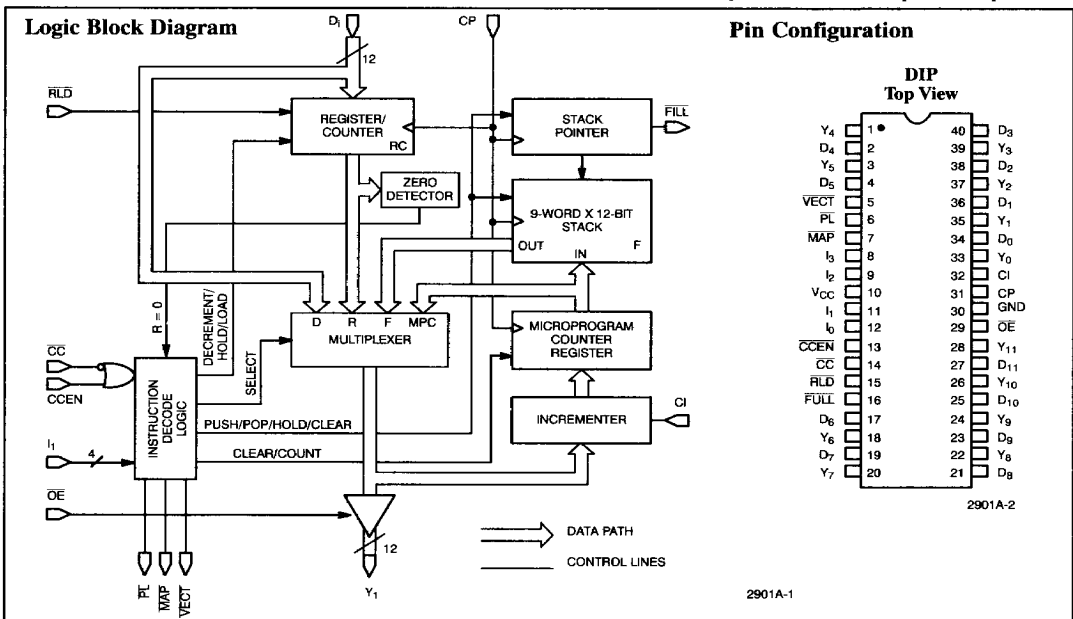 Logic Block Diagram
Pin Configuration
Di
CP
12
RLD
REGISTER/
COUNTER
RC
STACK
POINTER
FILL
ZERO
DETECTOR
9-WORD X 12-BIT
STACK
OUT
F
IN
R = 0
DECREMENT/
HOLD/LOAD
D R F MPC
MULTIPLEXER
MICROPROGRAM
COUNTER
REGISTER
CC
CCEN
SELECT
INSTRUCTION
DECODE
LOGIC
INCREMENTER
CI
PUSH/POP/HOLD/CLEAR
CLEAR/COUNT
I1
4
OE
12
DATA PATH
CONTROL LINES
PL
MAP
VECT
Y1
2901A-1
DIP
Top View
Y4 1 40 D3
D4 2 39 Y3
Y5 3 38 D2
D5 4 37 Y2
VECT 5 36 D1
PL 6 35 Y1
MAP 7 34 D0
I3 8 33 Y0
I2 9 32 CI
VCC 10 31 CP
I1 11 30 GND
I0 12 29 OE
CCEN 13 28 Y11
CC 14 27 D11
RLD 15 26 Y10
FULL 16 25 D10
D6 17 24 Y9
Y6 18 23 D9
D7 19 22 Y8
Y7 20 21 D8
2901A-2